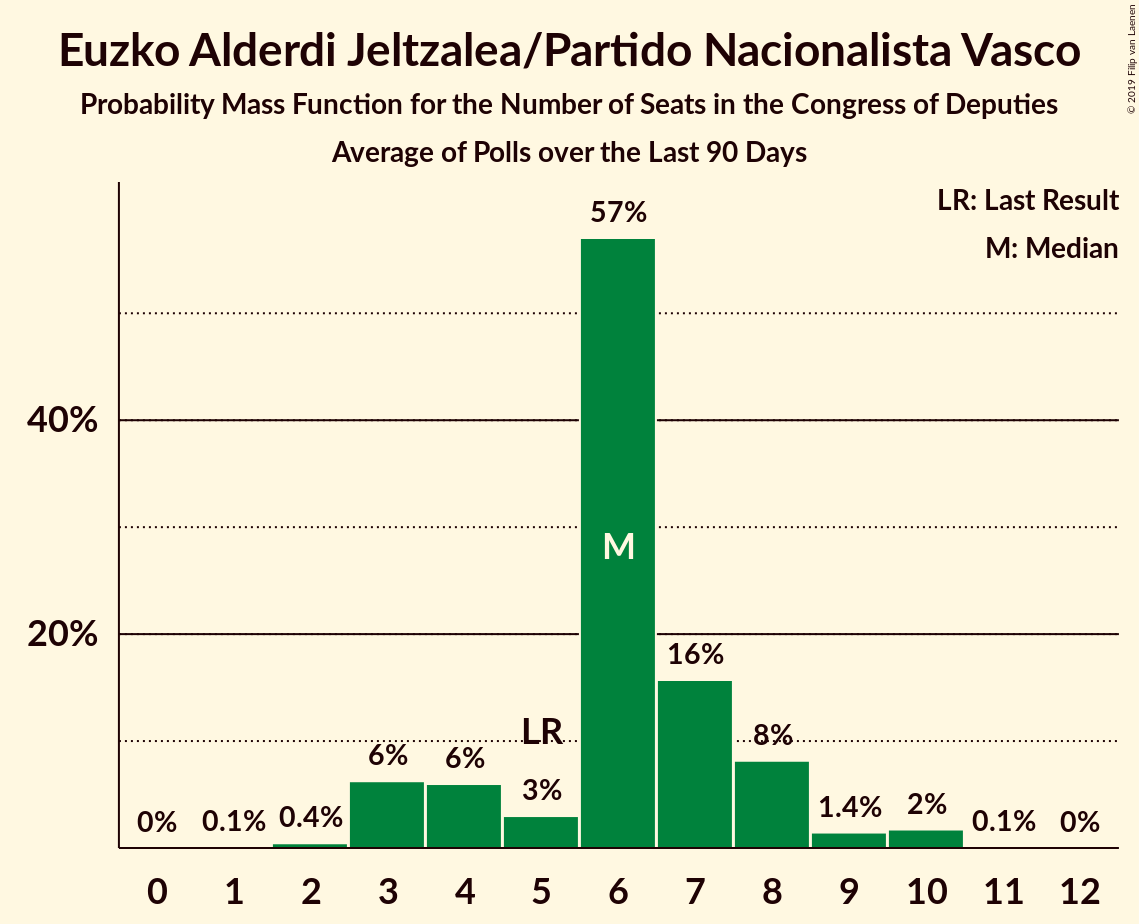 Euzko Alderdi Jeltzalea/Partido Nacionalista Vasco
Probability Mass Function for the Number of Seats in the Congress of Deputies
Average of Polls over the Last 90 Days
© 2019 Filip van Laenen
LR: Last Result
M: Median
57%
40%
M
20%
16%
LR
8%
6%
6%
3%
0%
0.1%
0.4%
1.4%
2%
0.1%
0%
0 1 2 3 4 5 6 7 8 9 10 11 12